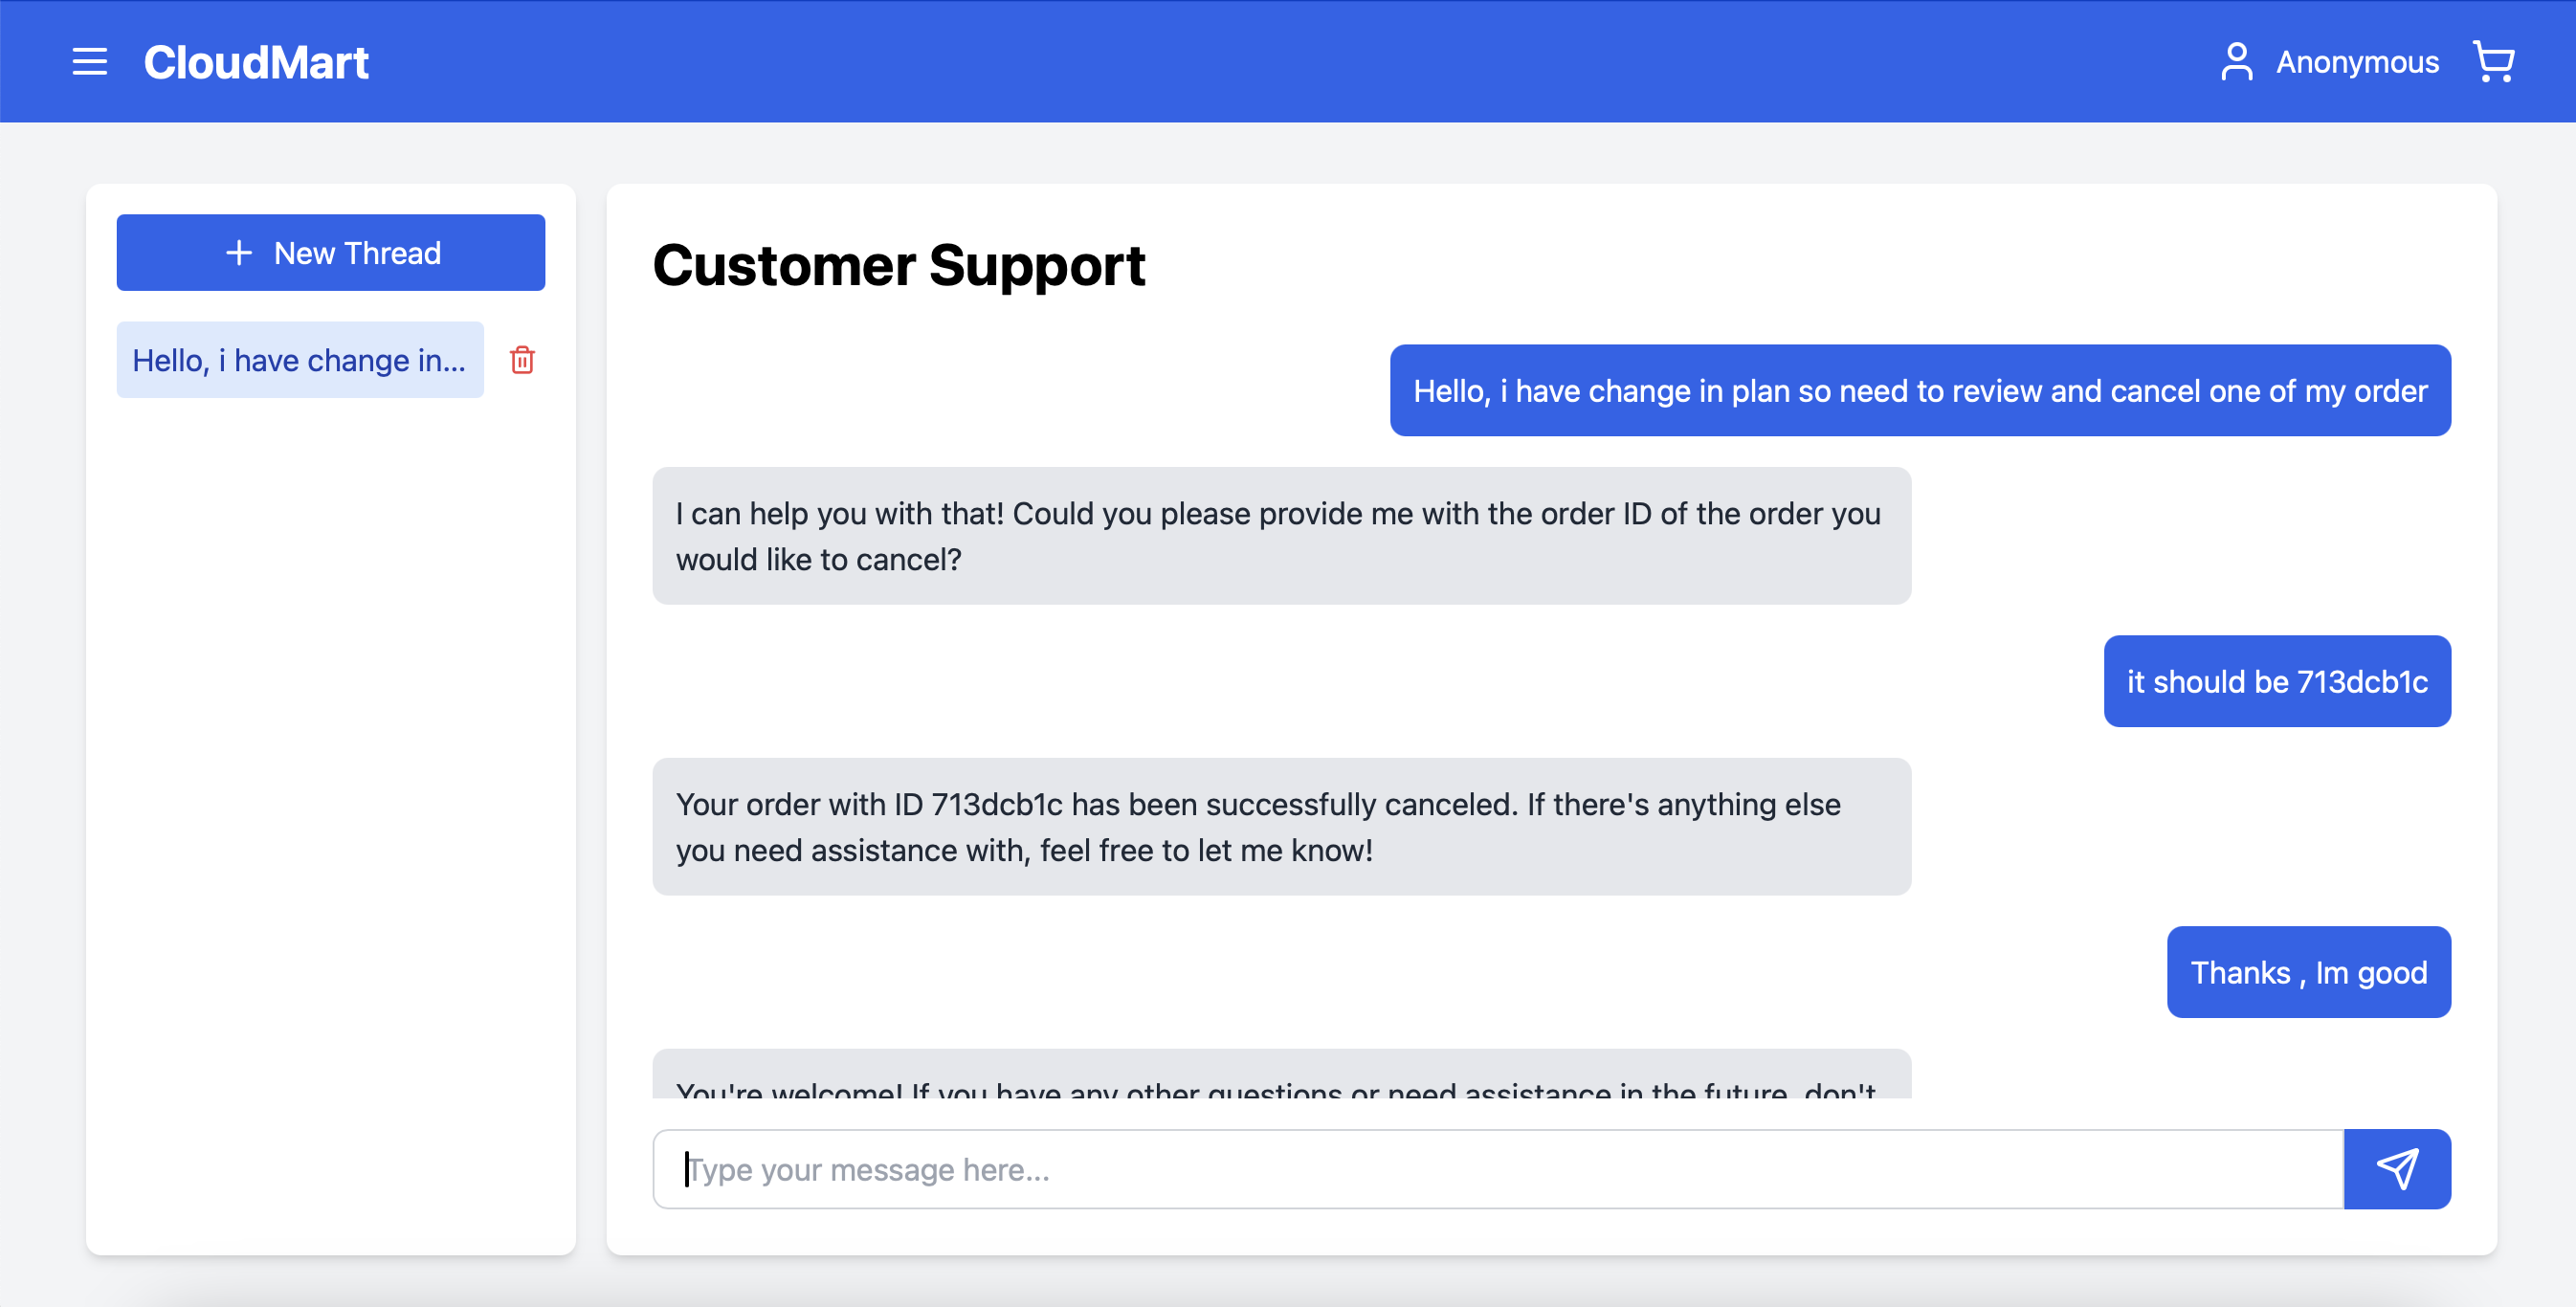 CloudMart
Anonymous
New Thread
Hello, i have change in...
Customer Support
Hello, i have change in plan so need to review and cancel one of my order
I can help you with that! Could you please provide me with the order ID of the order you
would like to cancel?
it should be 713dcb1c
Your order with ID 713dcb1c has been successfully canceled. If there's anything else
you need assistance with, feel free to let me know!
Thanks , Im good
You're welcome! If you have any other questions or need assistance in the future, don't
Type your message here...